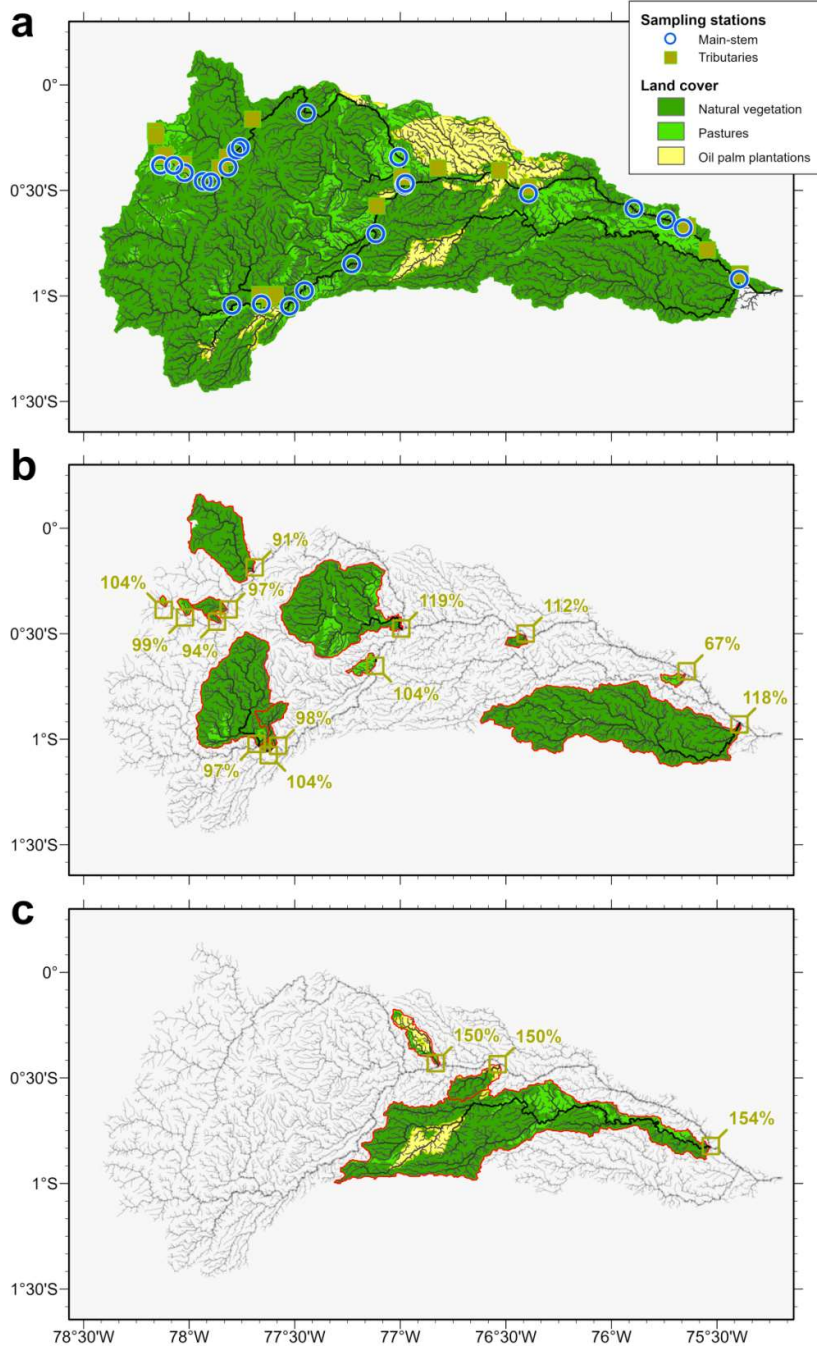 a
Sampling stations
Main-stem
Tributaries
Land cover
Natural vegetation
Pastures
Oil palm plantations
0°
0°30'S
1°S
1°30'S
b
91%
104%
97%
119%
112%
99%
94%
67%
104%
118%
98%
97%
104%
0°
0°30'S
1°S
1°30'S
c
150%
150%
154%
0°
0°30'S
1°S
1°30'S
78°30'W 78°W 77°30'W 77°W 76°30'W 76°W 75°30'W